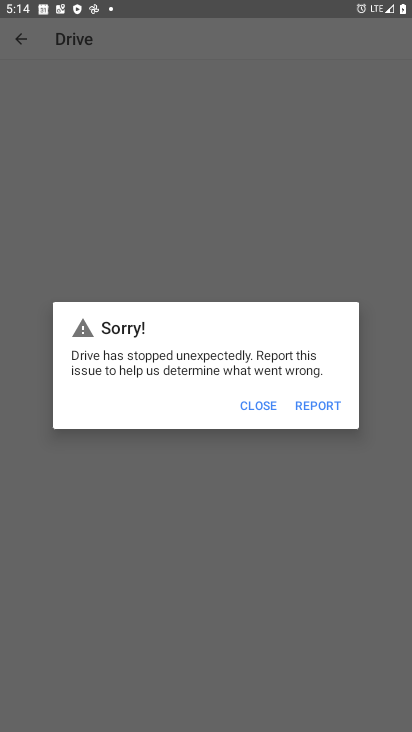 5:14
LTE
Drive
Sorry!
Drive has stopped unexpectedly. Report this
issue to help us determine what went wrong.
CLOSE REPORT